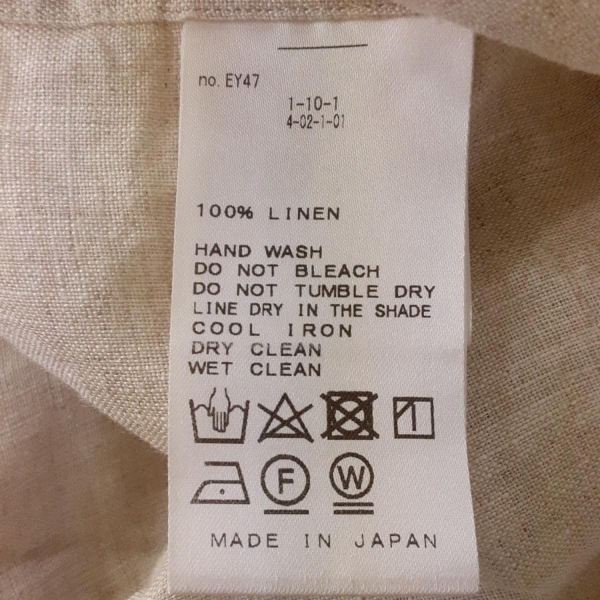 no. EY47
1-10-1
4-02-1-01
100% LINEN
HAND WASH
DO NOT BLEACH
DO NOT TUMBLE DRY
LINE DRY IN THE SHADE
COOL IRON
DRY CLEAN
WET CLEAN
F W
MADE IN JAPAN